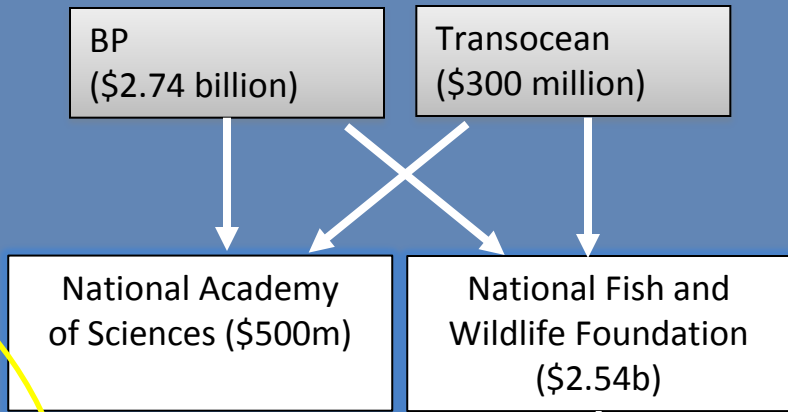 BP
($2.74 billion)
Transocean
($300 million)
National Academy
of Sciences ($500m)
National Fish and
Wildlife Foundation
($2.54b)